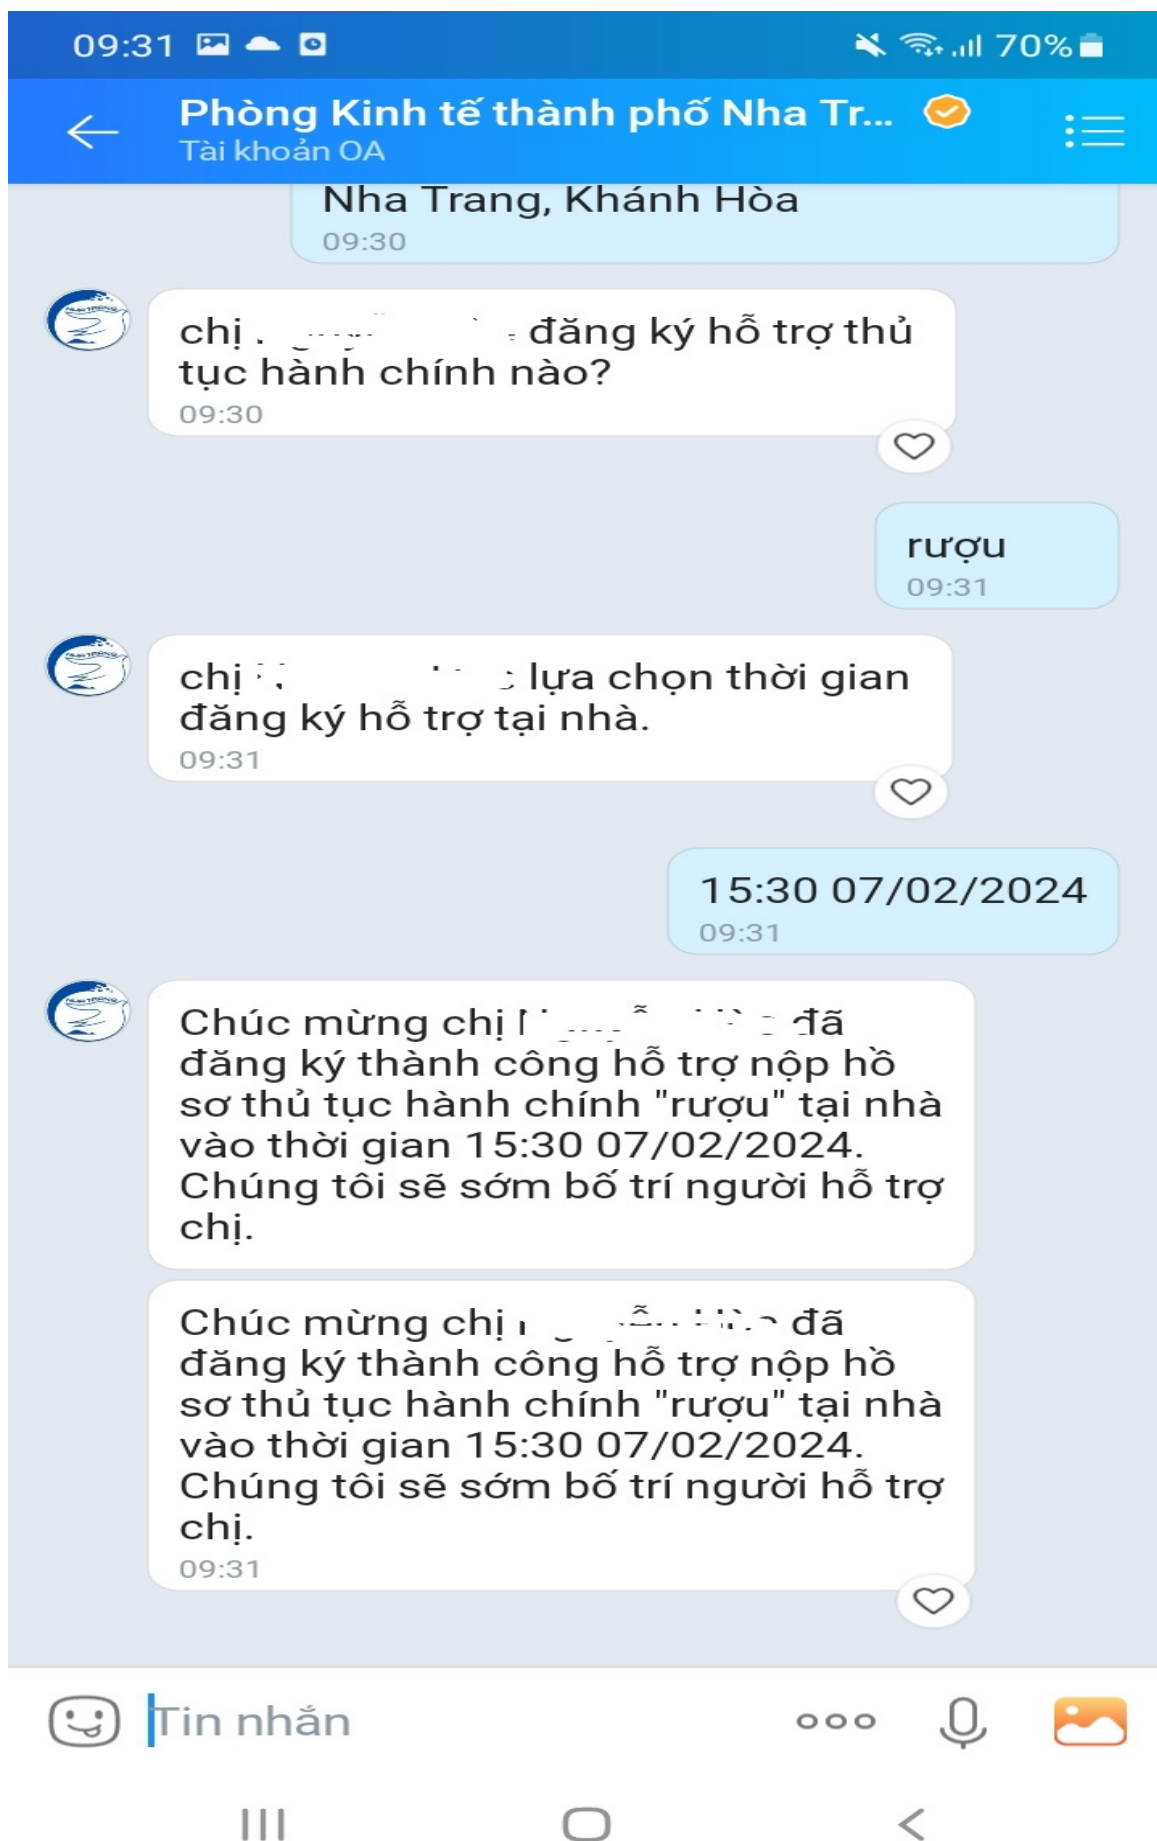 09:31
70%
Phòng Kinh tế thành phố Nha Tr...
Tài khoản OA
Nha Trang, Khánh Hòa
09:30
chị đăng ký hỗ trợ thủ
tục hành chính nào?
09:30
rượu
09:31
chị lựa chọn thời gian
đăng ký hỗ trợ tại nhà.
09:31
15:30 07/02/2024
09:31
Chúc mừng chị đã
đăng ký thành công hỗ trợ nộp hồ
sơ thủ tục hành chính "rượu" tại nhà
vào thời gian 15:30 07/02/2024.
Chúng tôi sẽ sớm bố trí người hỗ trợ
chị.
Chúc mừng chị đã
đăng ký thành công hỗ trợ nộp hồ
sơ thủ tục hành chính "rượu" tại nhà
vào thời gian 15:30 07/02/2024.
Chúng tôi sẽ sớm bố trí người hỗ trợ
chị.
09:31
Tin nhắn